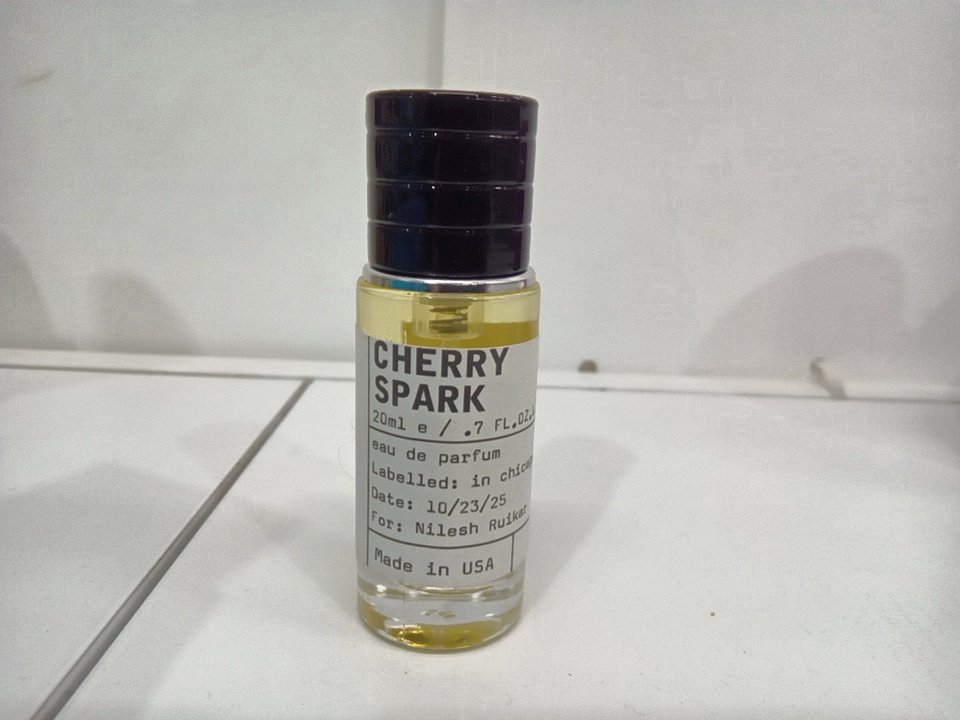 CHERRY
SPARK
20ml e / .7 FL.OZ.
eau de parfum
Labelled: in
Date: 10/23/25
For: Nilesh Ruikar
Made in USA